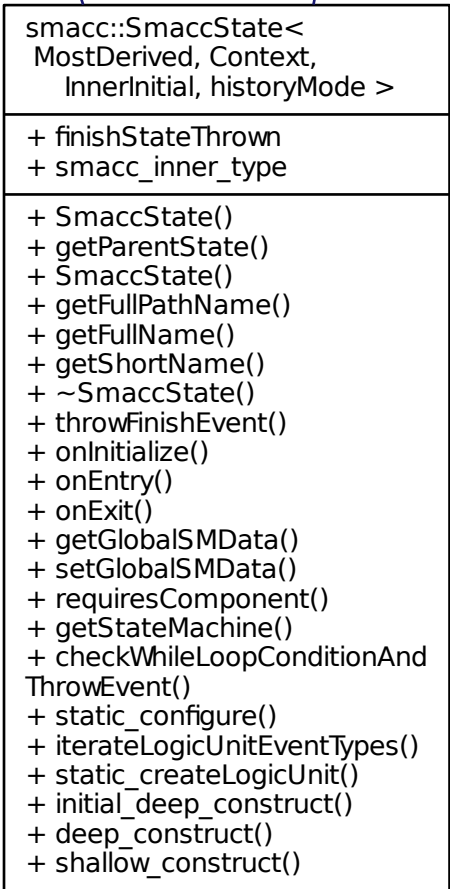 smacc::SmaccState<
MostDerived, Context,
InnerInitial, historyMode >
+ finishStateThrown
+ smacc_inner_type
+ SmaccState()
+ getParentState()
+ SmaccState()
+ getFullPathName()
+ getFullName()
+ getShortName()
+ ~SmaccState()
+ throwFinishEvent()
+ onInitialize()
+ onEntry()
+ onExit()
+ getGlobalSMData()
+ setGlobalSMData()
+ requiresComponent()
+ getStateMachine()
+ checkWhileLoopConditionAnd
ThrowEvent()
+ static_configure()
+ iterateLogicUnitEventTypes()
+ static_createLogicUnit()
+ initial_deep_construct()
+ deep_construct()
+ shallow_construct()